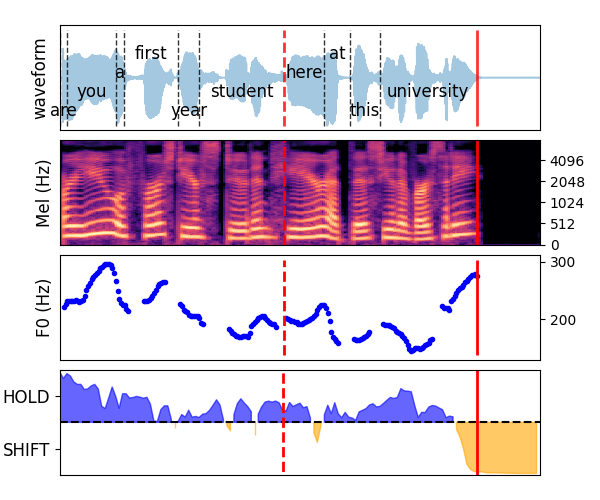 waveform
are
you
a
first
year
student
here
at
this
university
Mel (Hz)
4096
2048
1024
512
0
F0 (Hz)
300
200
HOLD
SHIFT